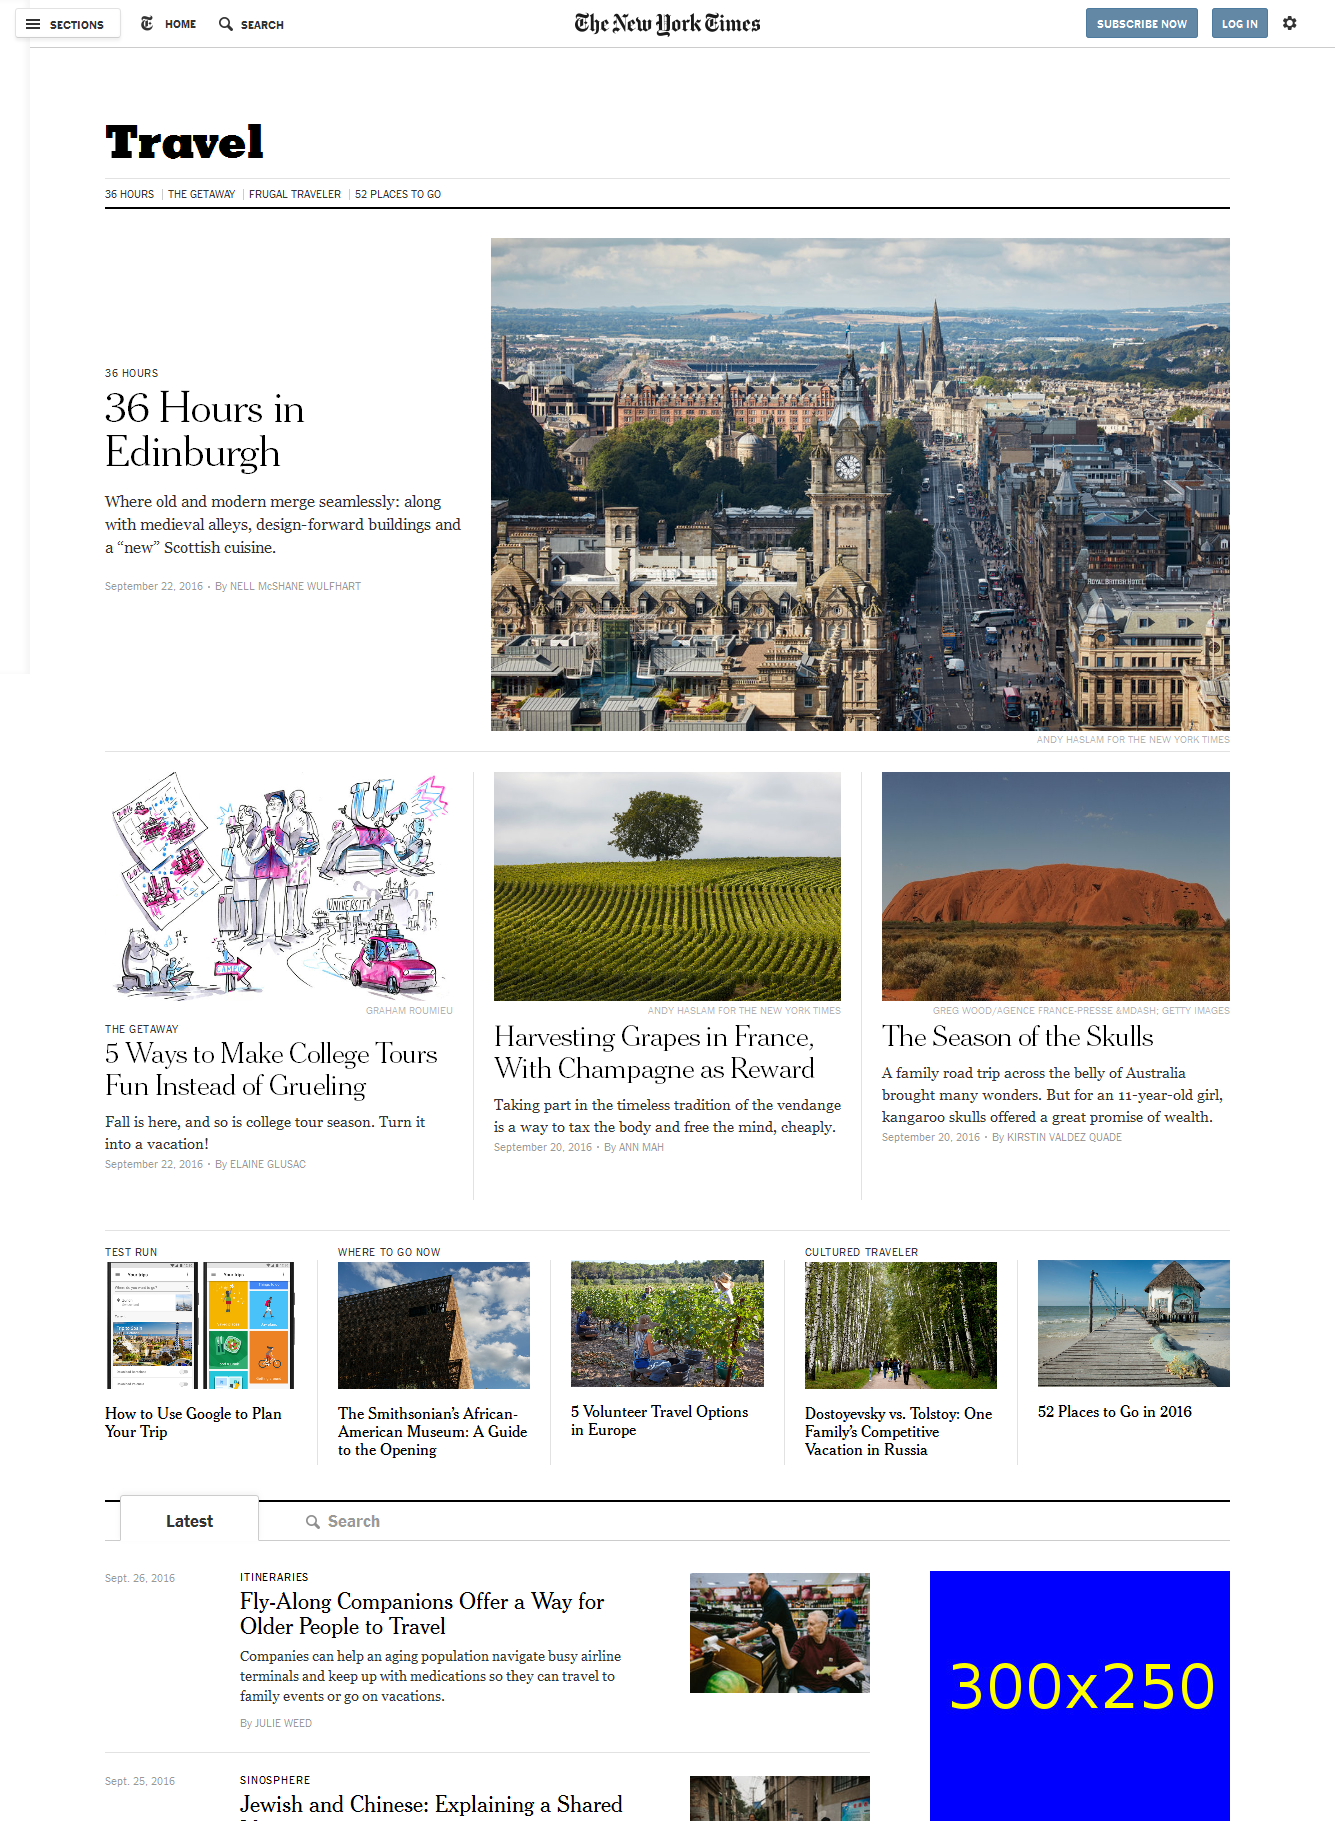 SECTIONS
HOME
SEARCH
The New York Times
SUBSCRIBE NOW
LOG IN
Travel
36 HOURS
THE GETAWAY
FRUGAL TRAVELER
52 PLACES TO GO
36 HOURS
36 Hours in
Edinburgh
Where old and modern merge seamlessly: along
with medieval alleys, design-forward buildings and
a “new” Scottish cuisine.
September 22, 2016 · By NELL McSHANE WULFHART
ROYAL BRITISH HOTEL
ANDY HASLAM FOR THE NEW YORK TIMES
UNIVERSITY
GRAHAM ROUMIEU
THE GETAWAY
5 Ways to Make College Tours
Fun Instead of Grueling
Fall is here, and so is college tour season. Turn it
into a vacation!
September 22, 2016 · By ELAINE GLUSAC
ANDY HASLAM FOR THE NEW YORK TIMES
Harvesting Grapes in France,
With Champagne as Reward
Taking part in the timeless tradition of the vendange
is a way to tax the body and free the mind, cheaply.
September 20, 2016 · By ANN MAH
GREG WOOD/AGENCE FRANCE-PRESSE &MDASH; GETTY IMAGES
The Season of the Skulls
A family road trip across the belly of Australia
brought many wonders. But for an 11-year-old girl,
kangaroo skulls offered a great promise of wealth.
September 20, 2016 · By KIRSTIN VALDEZ QUADE
TEST RUN
Your trips
Your trips
How to Use Google to Plan
Your Trip
WHERE TO GO NOW
The Smithsonian’s African-
American Museum: A Guide
to the Opening
5 Volunteer Travel Options
in Europe
CULTURED TRAVELER
Dostoyevsky vs. Tolstoy: One
Family’s Competitive
Vacation in Russia
52 Places to Go in 2016
Latest
Search
Sept. 26, 2016
ITINERARIES
Fly-Along Companions Offer a Way for
Older People to Travel
Companies can help an aging population navigate busy airline
terminals and keep up with medications so they can travel to
family events or go on vacations.
By JULIE WEED
300x250
Sept. 25, 2016
SINOSPHERE
Jewish and Chinese: Explaining a Shared